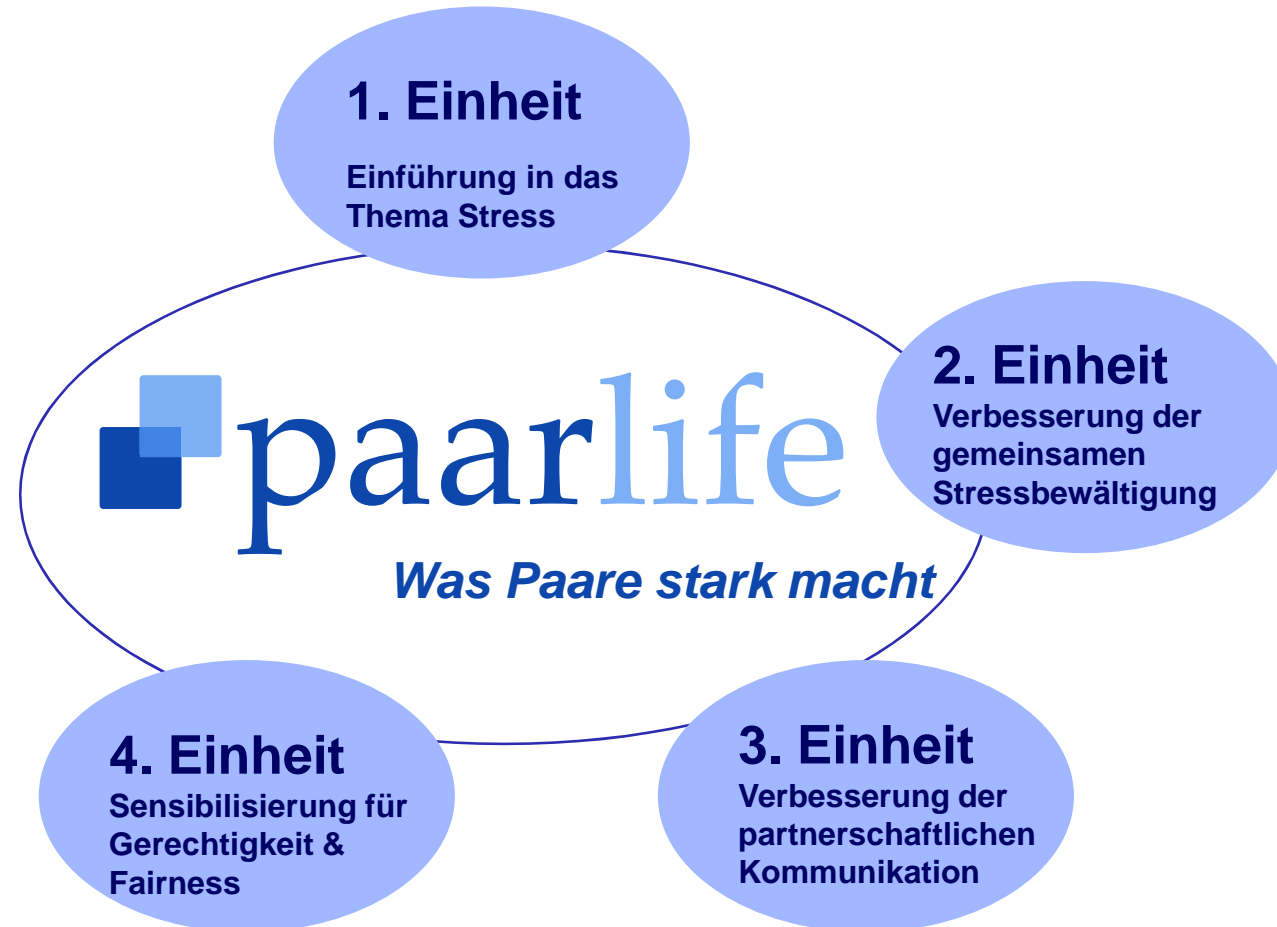 1. Einheit
Einführung in das
Thema Stress
2. Einheit
Verbesserung der
gemeinsamen
Stressbewältigung
paarlife
Was Paare stark macht
3. Einheit
Verbesserung der
partnerschaftlichen
Kommunikation
4. Einheit
Sensibilisierung für
Gerechtigkeit &
Fairness